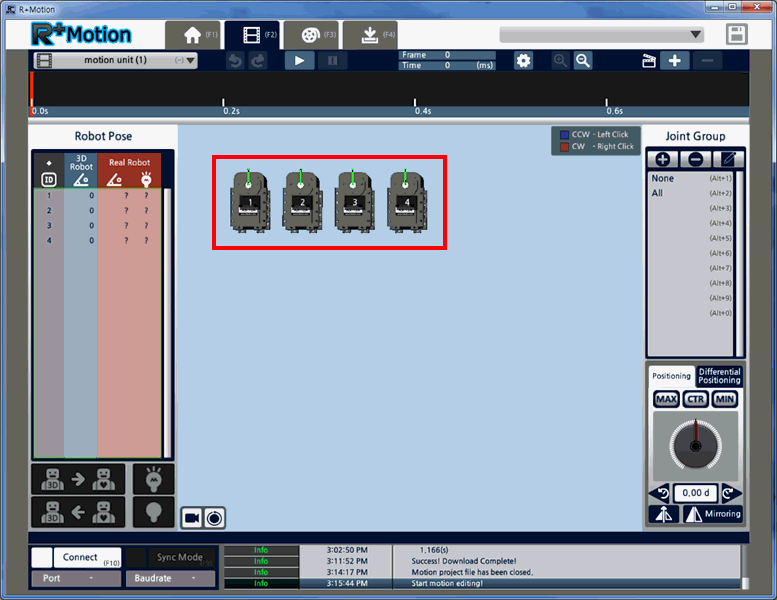 R+Motion
R+Motion
(F1)
(F2)
(F3)
(F4)
motion unit (1)
(-)
Frame 0
Time 0 (ms)
0.0s
0.2s
0.4s
0.6s
Robot Pose
3D Robot
Real Robot
ID
1 0 ? ?
2 0 ? ?
3 0 ? ?
4 0 ? ?
CCW - Left Click
CW - Right Click
1
2
3
4
Joint Group
None (Alt+1)
All (Alt+2)
(Alt+3)
(Alt+4)
(Alt+5)
(Alt+6)
(Alt+7)
(Alt+8)
(Alt+9)
(Alt+0)
Positioning
Differential
Positioning
MAX
CTR
MIN
0,00 d
Mirroring
3D
3D
Connect (F10)
Sync Mode
Port -
Baudrate -
Info 3:02:50 PM 1,166(s)
Info 3:11:52 PM Success! Download Complete!
Info 3:14:17 PM Motion project file has been closed.
Info 3:15:44 PM Start motion editing!